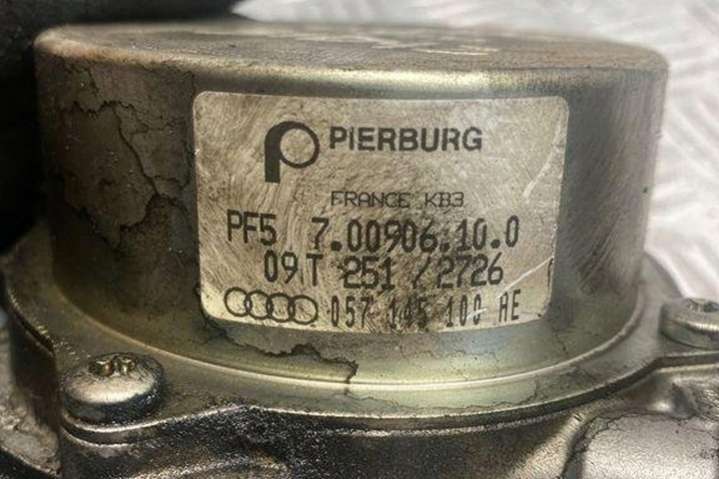 PIERBURG
FRANCE KB3
PF5 7.00906.10.0
09T 251 / 2726
057 145 100 AE